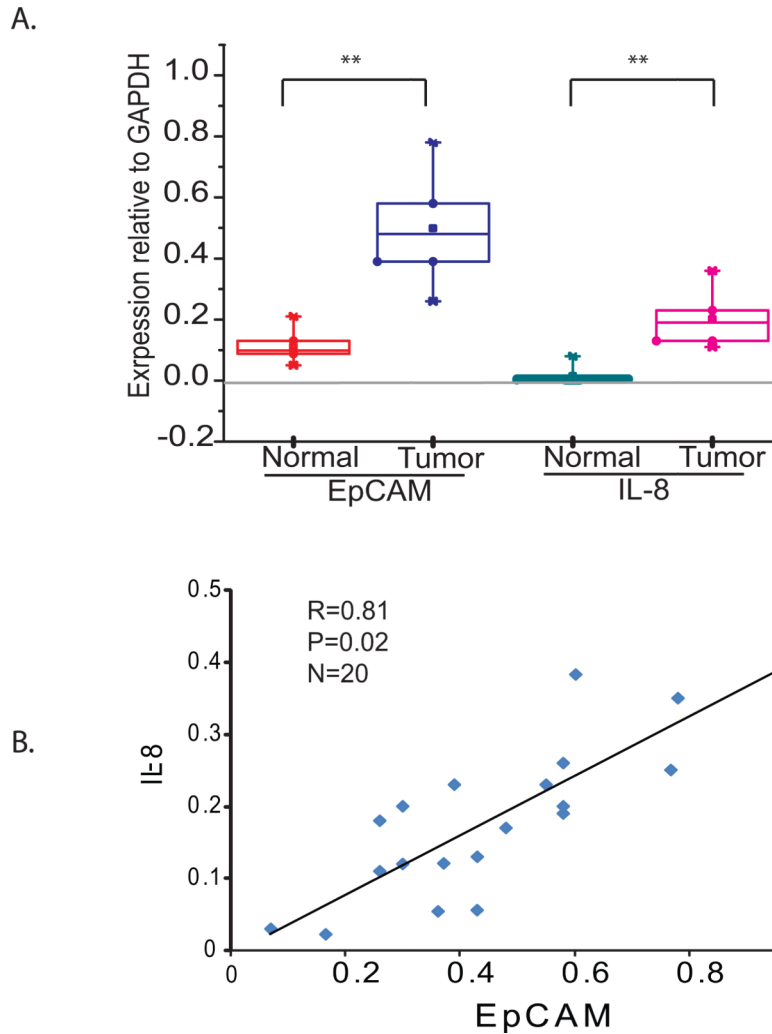 A.
** **
Exrpession relative to GAPDH
1.0
0.8
0.6
0.4
0.2
0.0
-0.2
Normal Tumor Normal Tumor
EpCAM IL-8
B.
R=0.81
P=0.02
N=20
IL-8
0.5
0.4
0.3
0.2
0.1
0
0 0.2 0.4 0.6 0.8
EpCAM